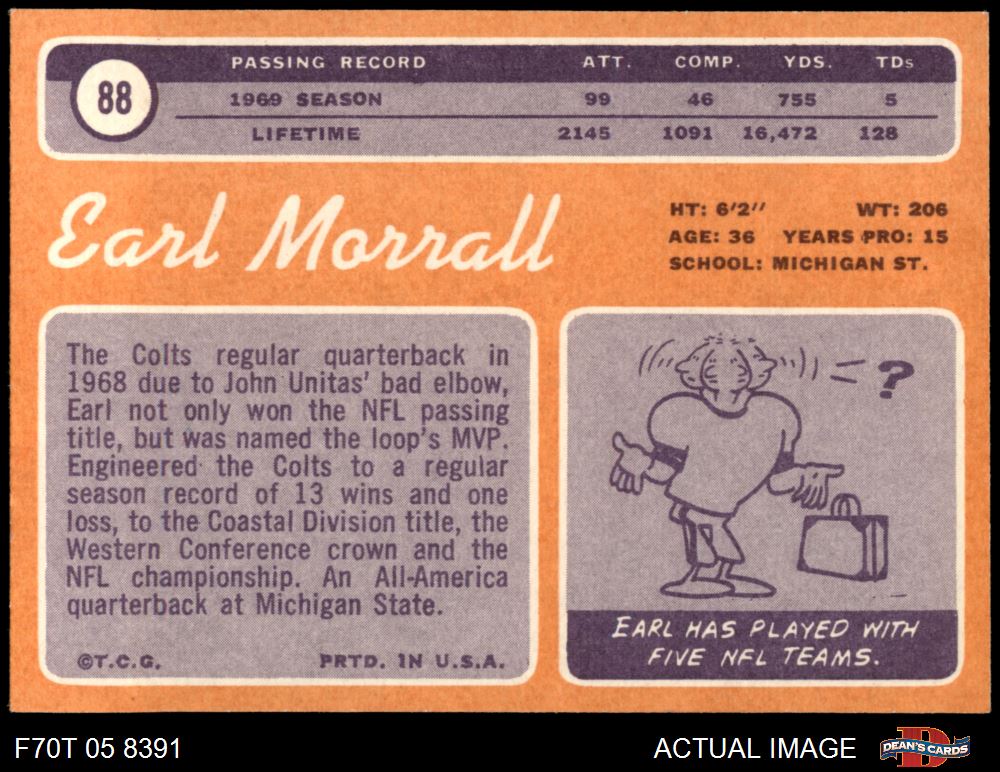 PASSING RECORD ATT. COMP. YDS. TDs
88
1969 SEASON 99 46 755 5
LIFETIME 2145 1091 16,472 128
Earl Morrall
HT: 6'2" WT: 206
AGE: 36 YEARS PRO: 15
SCHOOL: MICHIGAN ST.
The Colts regular quarterback in
1968 due to John Unitas' bad elbow,
Earl not only won the NFL passing
title, but was named the loop's MVP.
Engineered the Colts to a regular
season record of 13 wins and one
loss, to the Coastal Division title, the
Western Conference crown and the
NFL championship. An All-America
quarterback at Michigan State.
©T.C.G. PRTD. IN U.S.A.
?
EARL HAS PLAYED WITH
FIVE NFL TEAMS.
F70T 05 8391
ACTUAL IMAGE
D
DEAN'S CARDS